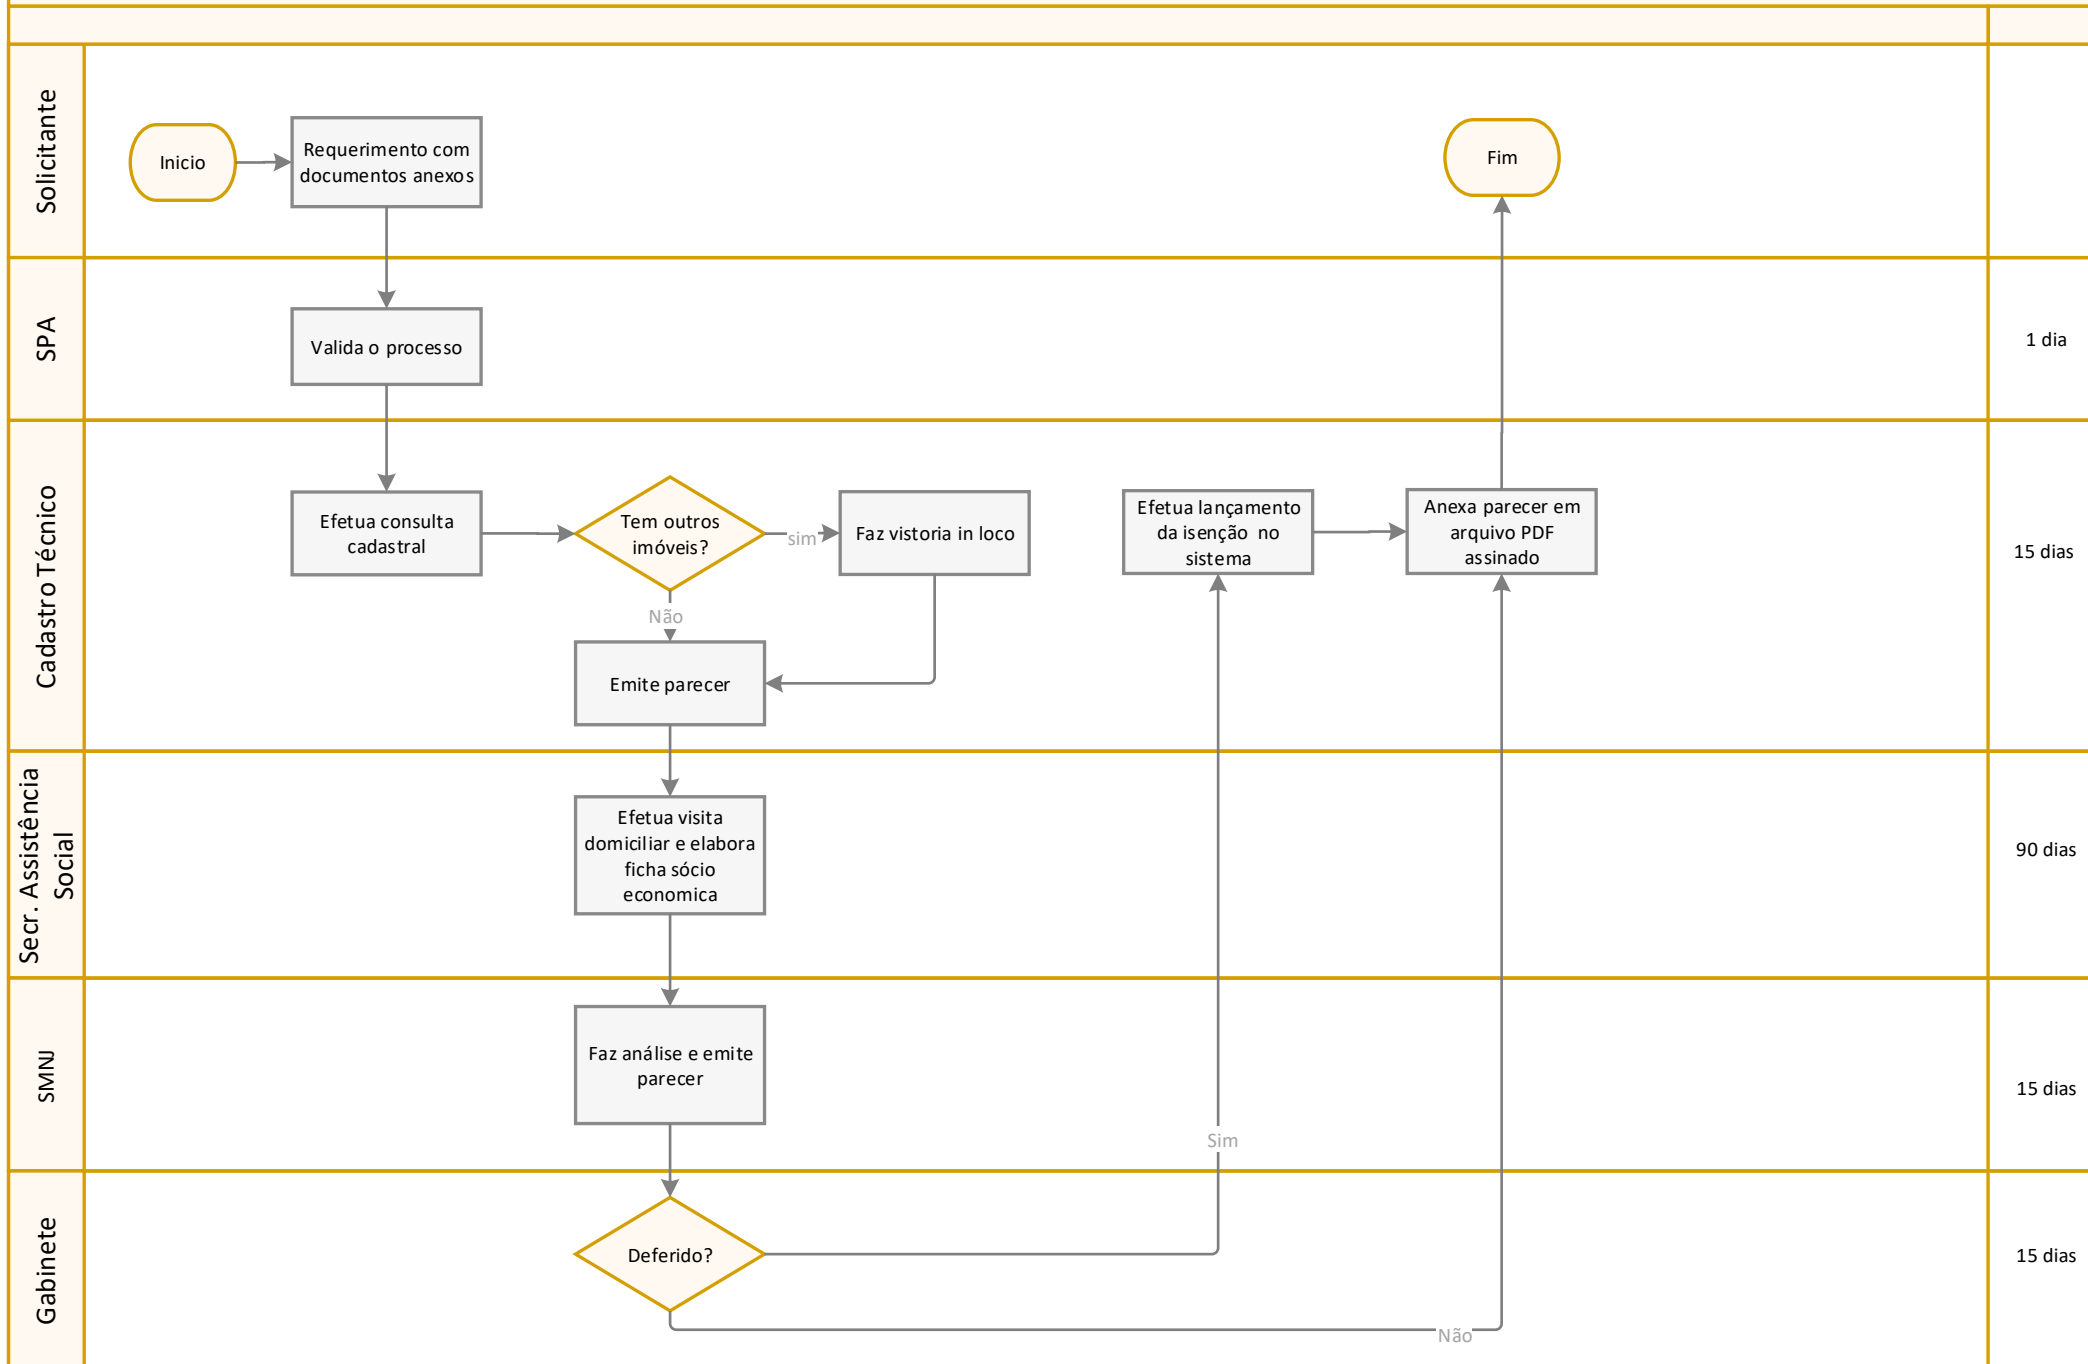 Solicitante
Inicio
Requerimento com
documentos anexos
Fim
SPA
Valida o processo
1 dia
Cadastro Técnico
Efetua consulta
cadastral
Tem outros
imóveis?
sim
Faz vistoria in loco
Não
Emite parecer
Efetua lançamento
da isenção no
sistema
Anexa parecer em
arquivo PDF
assinado
15 dias
Secr. Assistência
Social
Efetua visita
domiciliar e elabora
ficha sócio
economica
90 dias
SMNJ
Faz análise e emite
parecer
15 dias
Sim
Gabinete
Deferido?
Não
15 dias